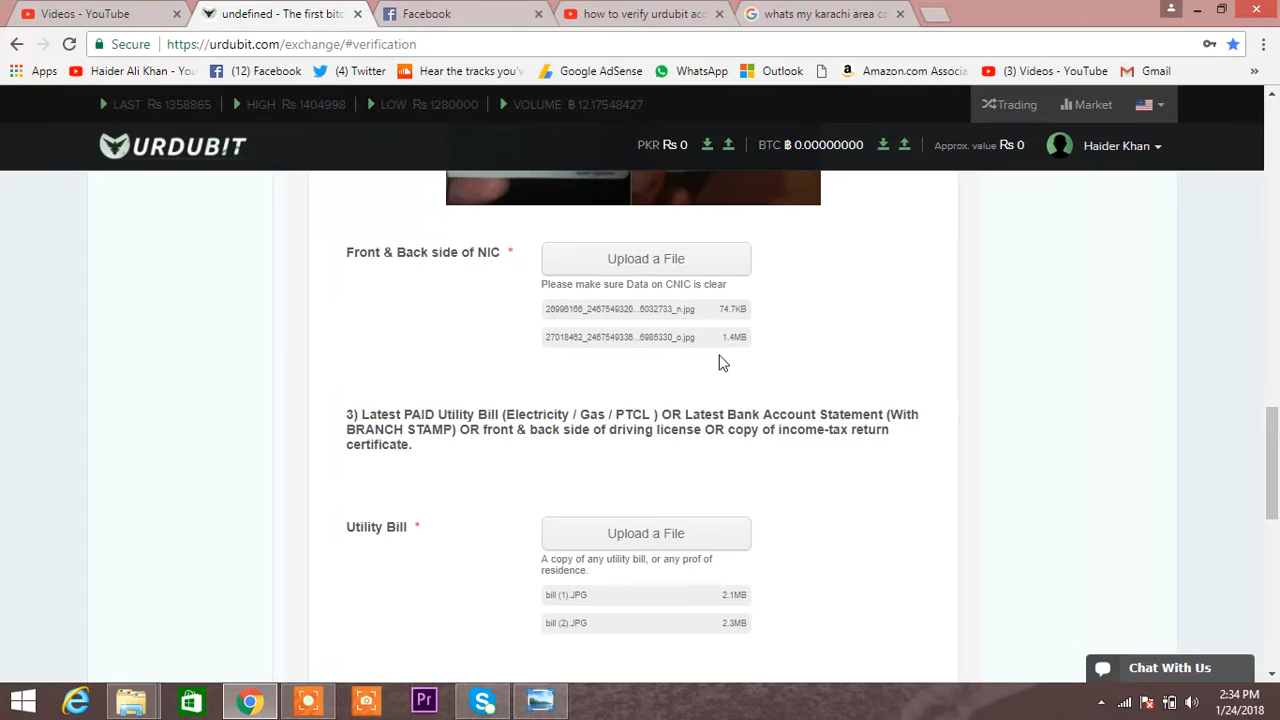 Videos - YouTube
undefined - The first bitc
Facebook
how to verify urdubit acc
whats my karachi area co
Secure
https://urdubit.com/exchange/#verification
Apps
Haider Ali Khan - You
(12) Facebook
(4) Twitter
Hear the tracks you'v
Google AdSense
WhatsApp
Outlook
Amazon.com Associa
(3) Videos - YouTube
Gmail
LAST Rs 1358865
HIGH Rs 1404998
LOW Rs 1280000
VOLUME ฿ 12.17548427
Trading
Market
URDUBIT
PKR Rs 0
BTC ฿ 0.00000000
Approx. value Rs 0
Haider Khan
Front & Back side of NIC *
Upload a File
Please make sure Data on CNIC is clear
26996166_2467549320...6032733_n.jpg 74.7KB
27018462_2467549336...6985330_o.jpg 1.4MB
3) Latest PAID Utility Bill (Electricity / Gas / PTCL ) OR Latest Bank Account Statement (With
BRANCH STAMP) OR front & back side of driving license OR copy of income-tax return
certificate.
Utility Bill *
Upload a File
A copy of any utility bill, or any prof of
residence.
bill (1).JPG 2.1MB
bill (2).JPG 2.3MB
Chat With Us
Pr
2:34 PM
1/24/2018